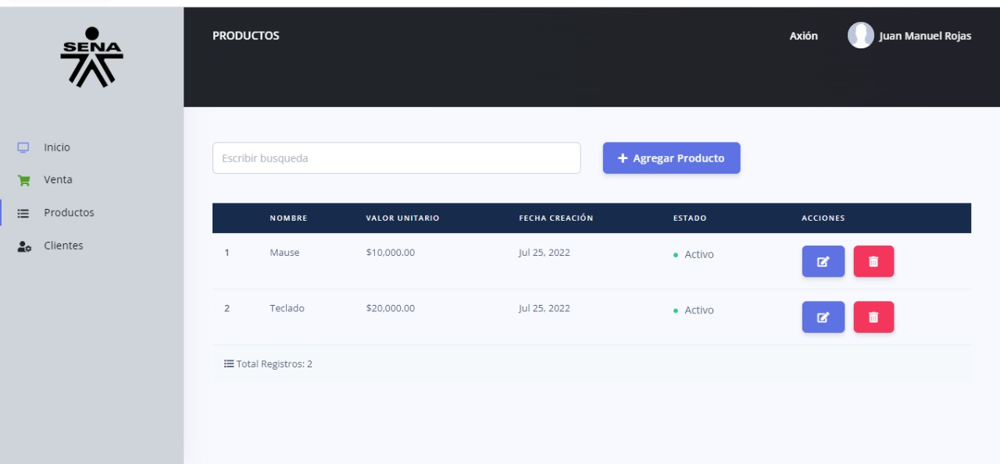 SENA
PRODUCTOS
Axión
Juan Manuel Rojas
Inicio
Venta
Productos
Clientes
Escribir busqueda
+ Agregar Producto
NOMBRE VALOR UNITARIO FECHA CREACIÓN ESTADO ACCIONES
1 Mause $10,000.00 Jul 25, 2022 Activo
2 Teclado $20,000.00 Jul 25, 2022 Activo
Total Registros: 2